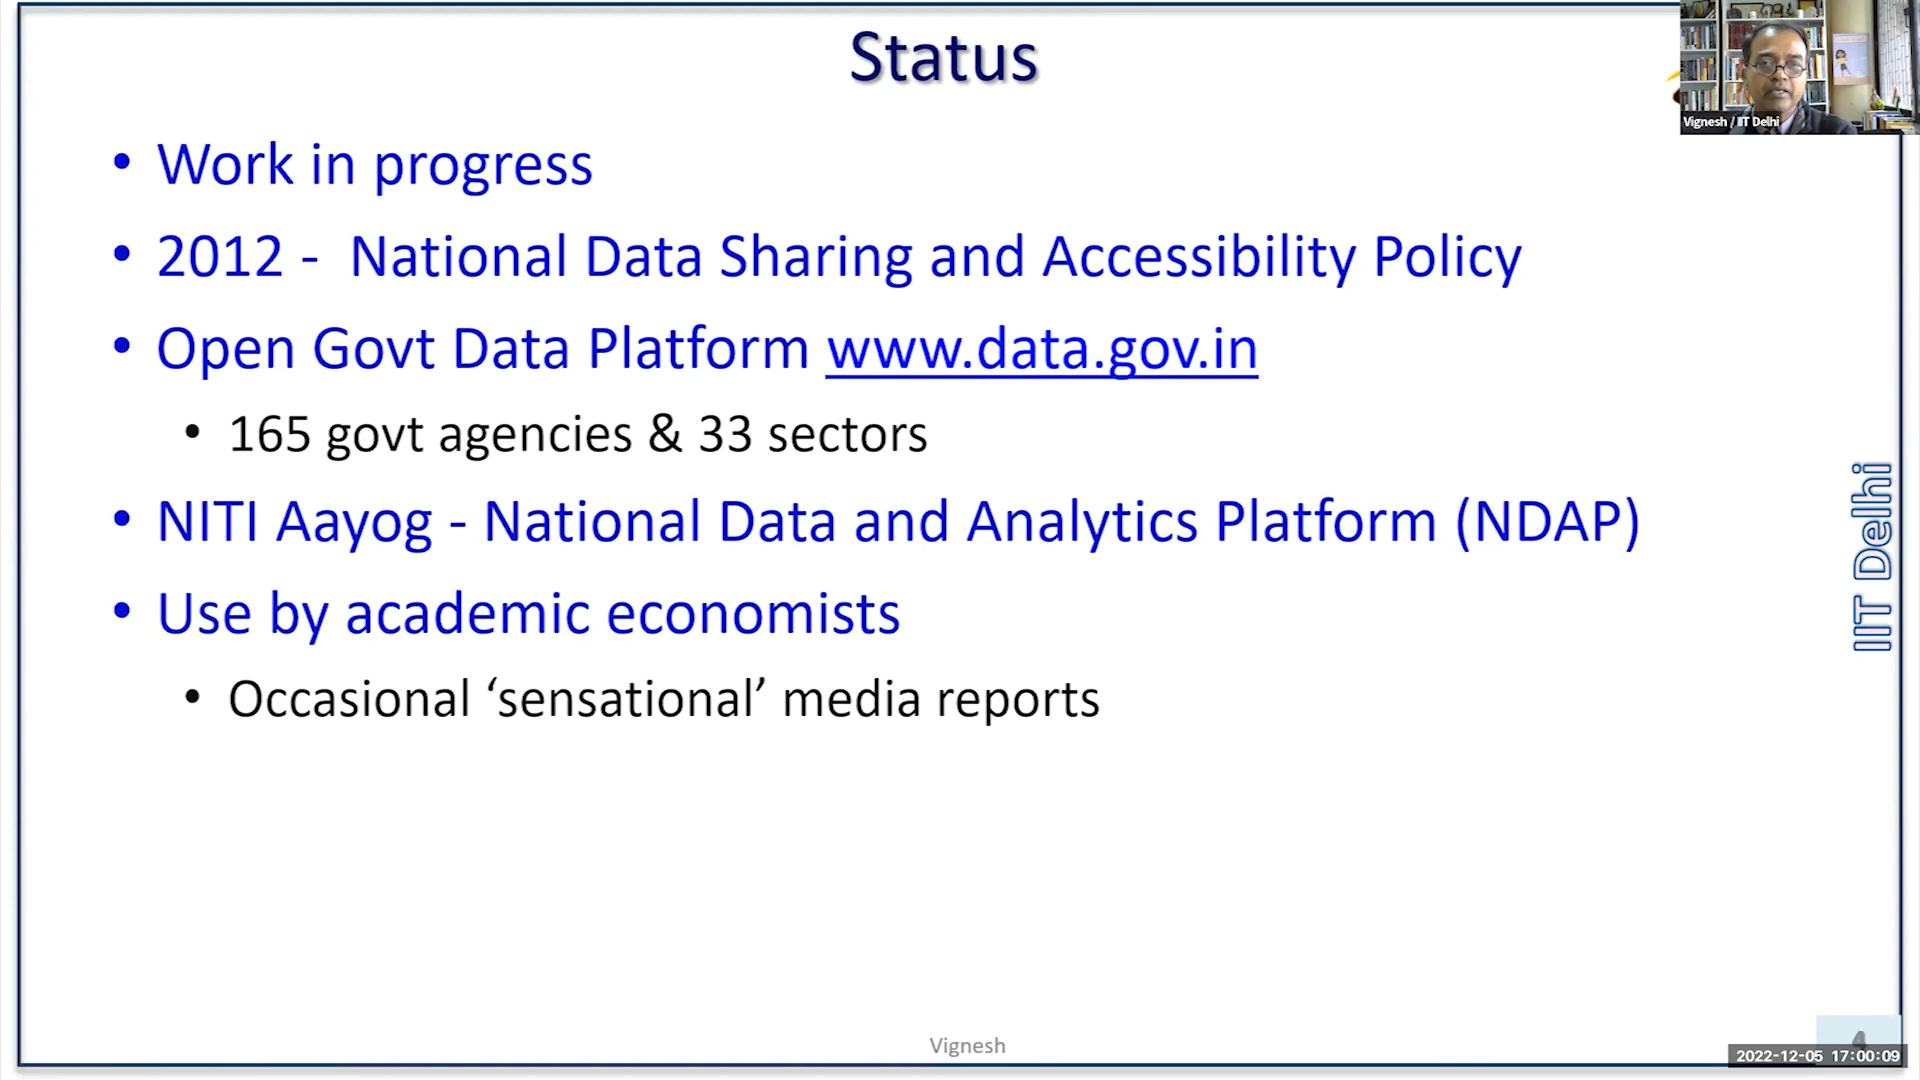 Status
Vignesh / IIT Delhi
• Work in progress
• 2012 - National Data Sharing and Accessibility Policy
• Open Govt Data Platform www.data.gov.in
• 165 govt agencies & 33 sectors
• NITI Aayog - National Data and Analytics Platform (NDAP)
• Use by academic economists
• Occasional ‘sensational’ media reports
IIT Delhi
Vignesh
4
2022-12-05 17:00:09